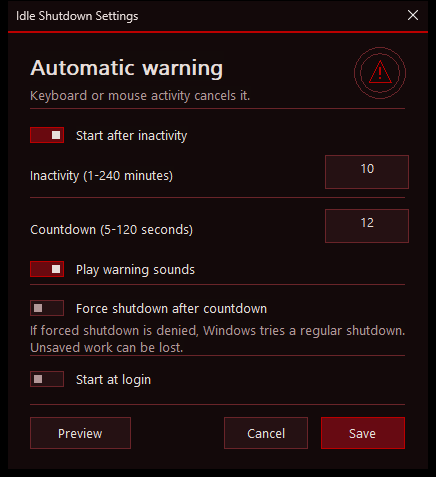 Idle Shutdown Settings
Automatic warning
Keyboard or mouse activity cancels it.
Start after inactivity
Inactivity (1-240 minutes)
10
Countdown (5-120 seconds)
12
Play warning sounds
Force shutdown after countdown
If forced shutdown is denied, Windows tries a regular shutdown.
Unsaved work can be lost.
Start at login
Preview
Cancel
Save